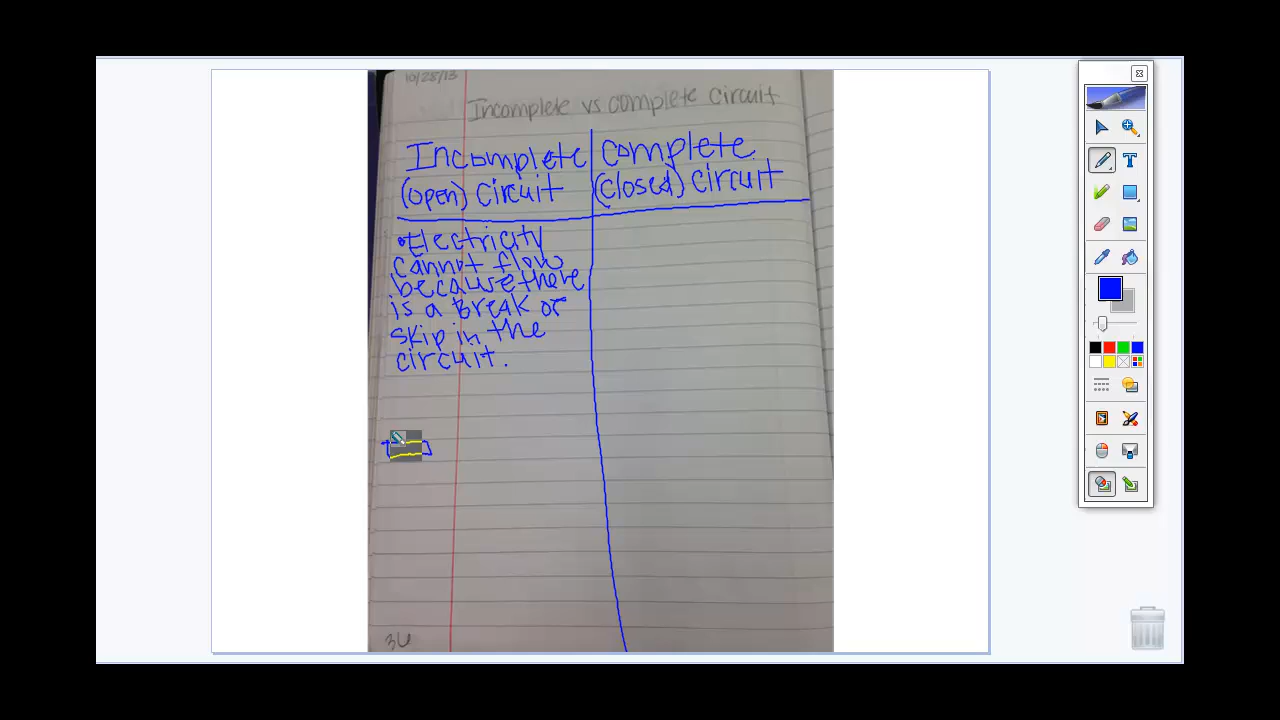 10/28/13
Incomplete vs complete circuit
Incomplete
(open) circuit
Complete
(closed) circuit
•Electricity
cannot flow
because there
is a Break or
skip in the
circuit.
36
T